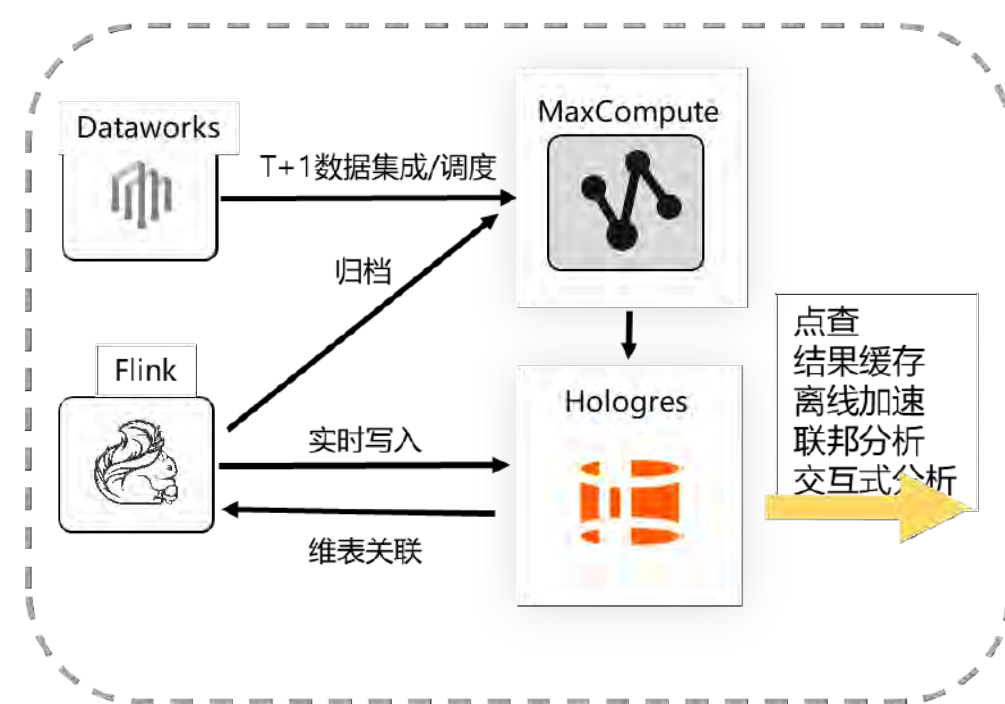 Dataworks
T+1数据集成/调度
MaxCompute
归档
Flink
实时写入
维表关联
Hologres
点查
结果缓存
离线加速
联邦分析
交互式分析